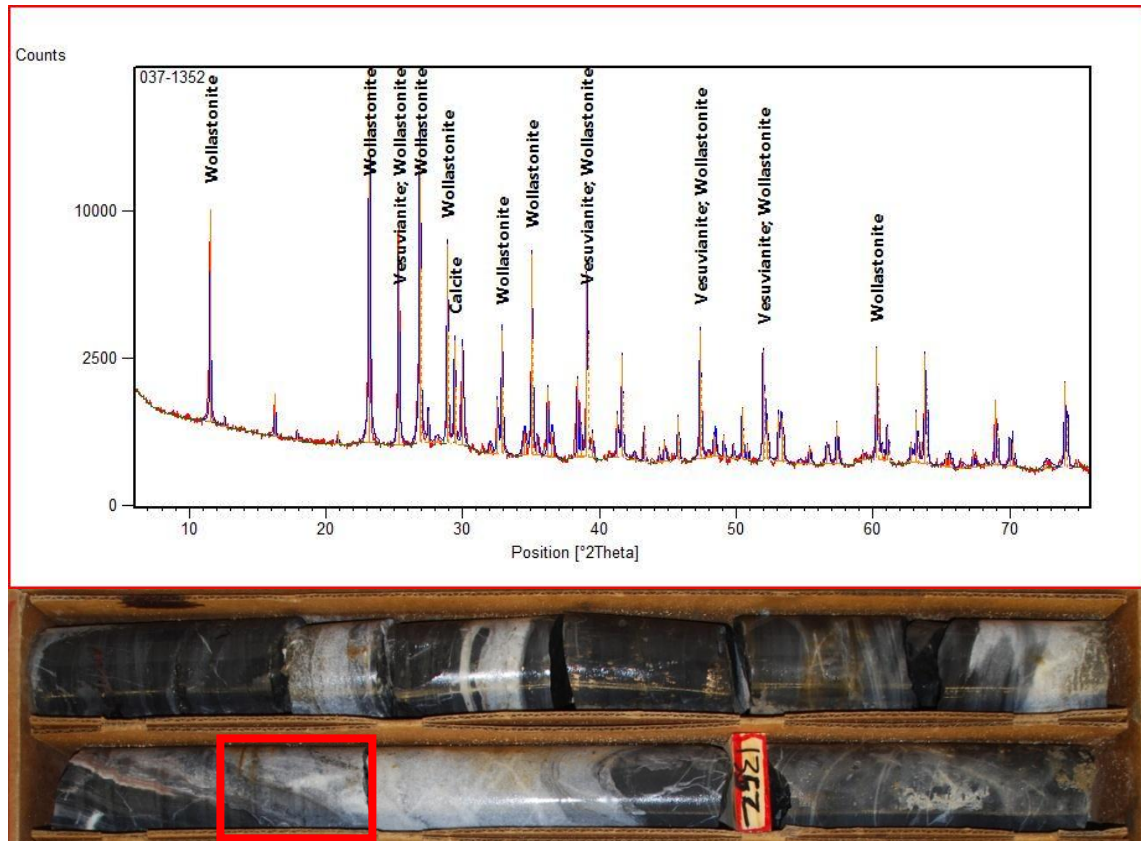 Counts
037-1352
Wollastonite
Wollastonite
Vesuvianite; Wollastonite
Wollastonite
Wollastonite
Calcite
Wollastonite
Wollastonite
Vesuvianite; Wollastonite
Vesuvianite; Wollastonite
Vesuvianite; Wollastonite
Wollastonite
10000
2500
0
10 20 30 40 50 60 70
Position [°2Theta]
1352